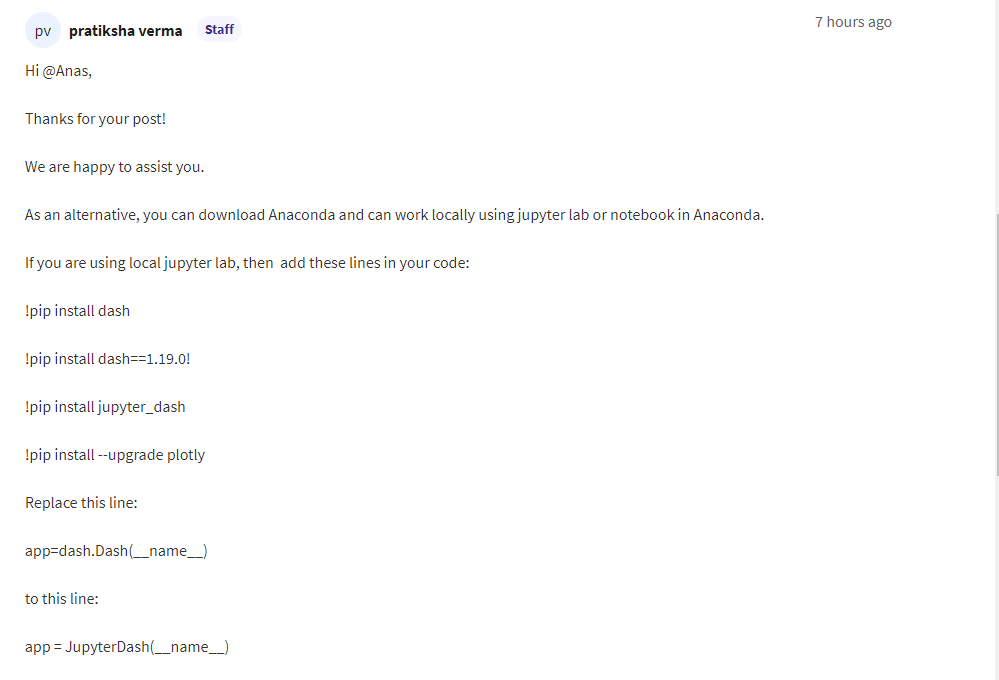 pv pratiksha verma Staff 7 hours ago
Hi @Anas,
Thanks for your post!
We are happy to assist you.
As an alternative, you can download Anaconda and can work locally using jupyter lab or notebook in Anaconda.
If you are using local jupyter lab, then  add these lines in your code:
!pip install dash
!pip install dash==1.19.0!
!pip install jupyter_dash
!pip install --upgrade plotly
Replace this line:
app=dash.Dash(__name__)
to this line:
app = JupyterDash(__name__)